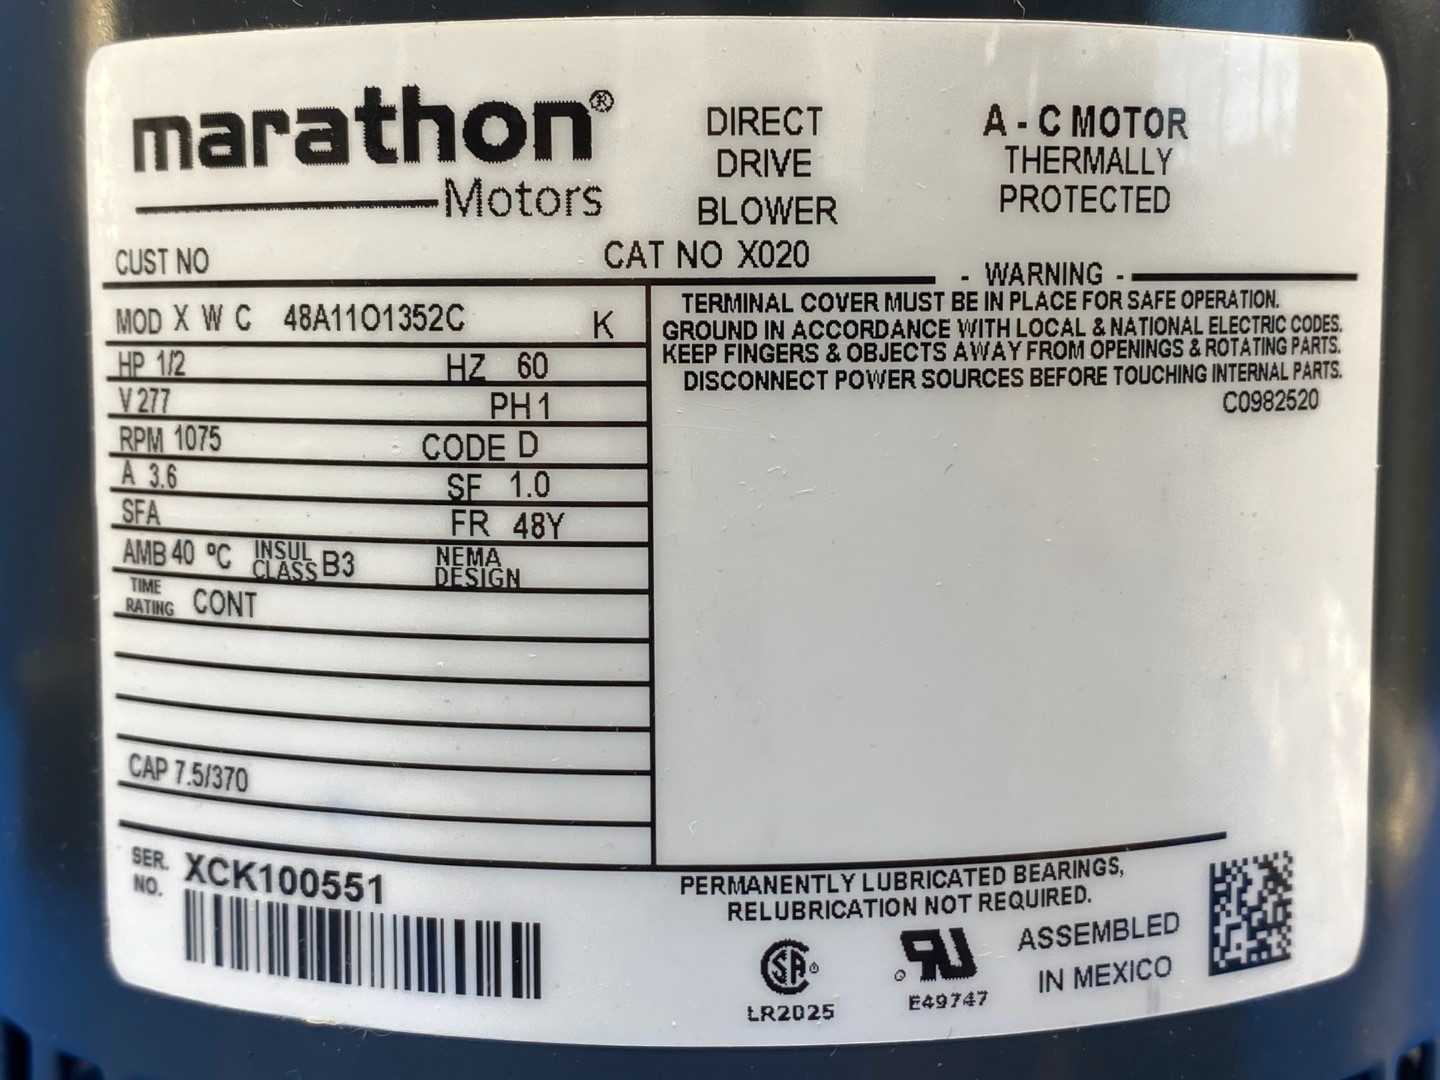 marathon®
Motors
DIRECT
DRIVE
BLOWER
A - C MOTOR
THERMALLY
PROTECTED
CUST NO
CAT NO X020
MOD X W C 48A11O1352C K
HP 1/2 HZ 60
V 277 PH 1
RPM 1075 CODE D
A 3.6 SF 1.0
SFA FR 48Y
AMB 40 °C INSUL CLASS B3 NEMA DESIGN
TIME RATING CONT
CAP 7.5/370
- WARNING -
TERMINAL COVER MUST BE IN PLACE FOR SAFE OPERATION.
GROUND IN ACCORDANCE WITH LOCAL & NATIONAL ELECTRIC CODES.
KEEP FINGERS & OBJECTS AWAY FROM OPENINGS & ROTATING PARTS.
DISCONNECT POWER SOURCES BEFORE TOUCHING INTERNAL PARTS.
C0982520
SER. NO. XCK100551
PERMANENTLY LUBRICATED BEARINGS,
RELUBRICATION NOT REQUIRED.
SA®
LR2025
RU
E49747
ASSEMBLED
IN MEXICO